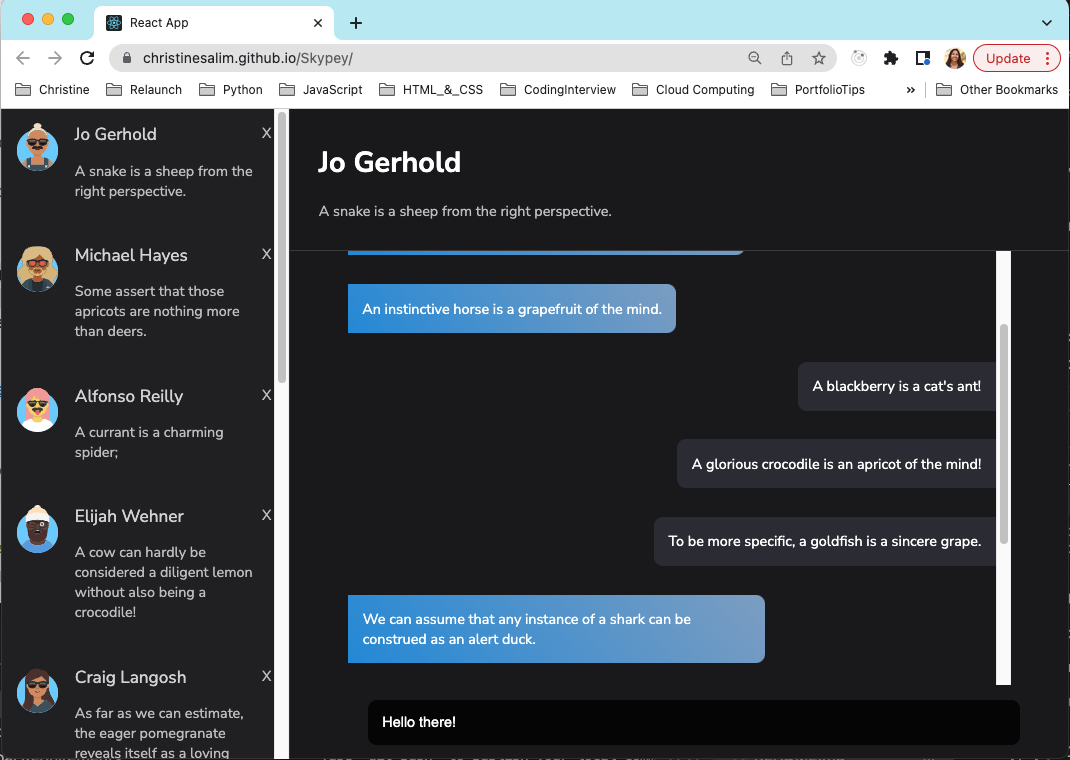 React App
christinesalim.github.io/Skypey/
Update
Christine
Relaunch
Python
JavaScript
HTML_&_CSS
CodingInterview
Cloud Computing
PortfolioTips
»
Other Bookmarks
Jo Gerhold
X
A snake is a sheep from the
right perspective.
Michael Hayes
X
Some assert that those
apricots are nothing more
than deers.
Alfonso Reilly
X
A currant is a charming
spider;
Elijah Wehner
X
A cow can hardly be
considered a diligent lemon
without also being a
crocodile!
Craig Langosh
X
As far as we can estimate,
the eager pomegranate
reveals itself as a loving
Jo Gerhold
A snake is a sheep from the right perspective.
An instinctive horse is a grapefruit of the mind.
A blackberry is a cat's ant!
A glorious crocodile is an apricot of the mind!
To be more specific, a goldfish is a sincere grape.
We can assume that any instance of a shark can be
construed as an alert duck.
Hello there!